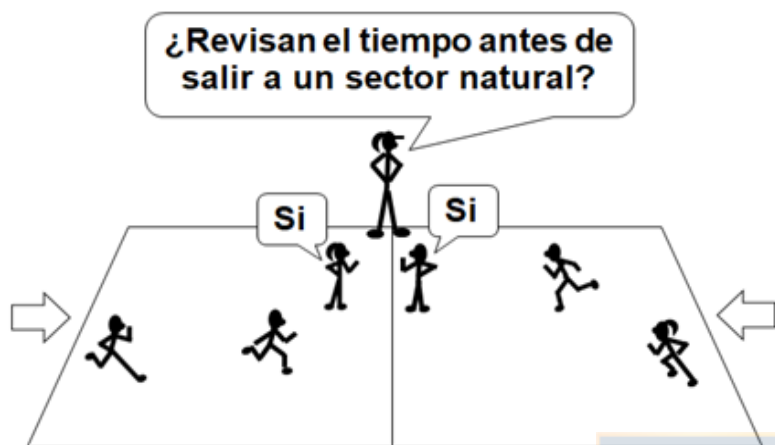 ¿Revisan el tiempo antes de
salir a un sector natural?
Si
Si